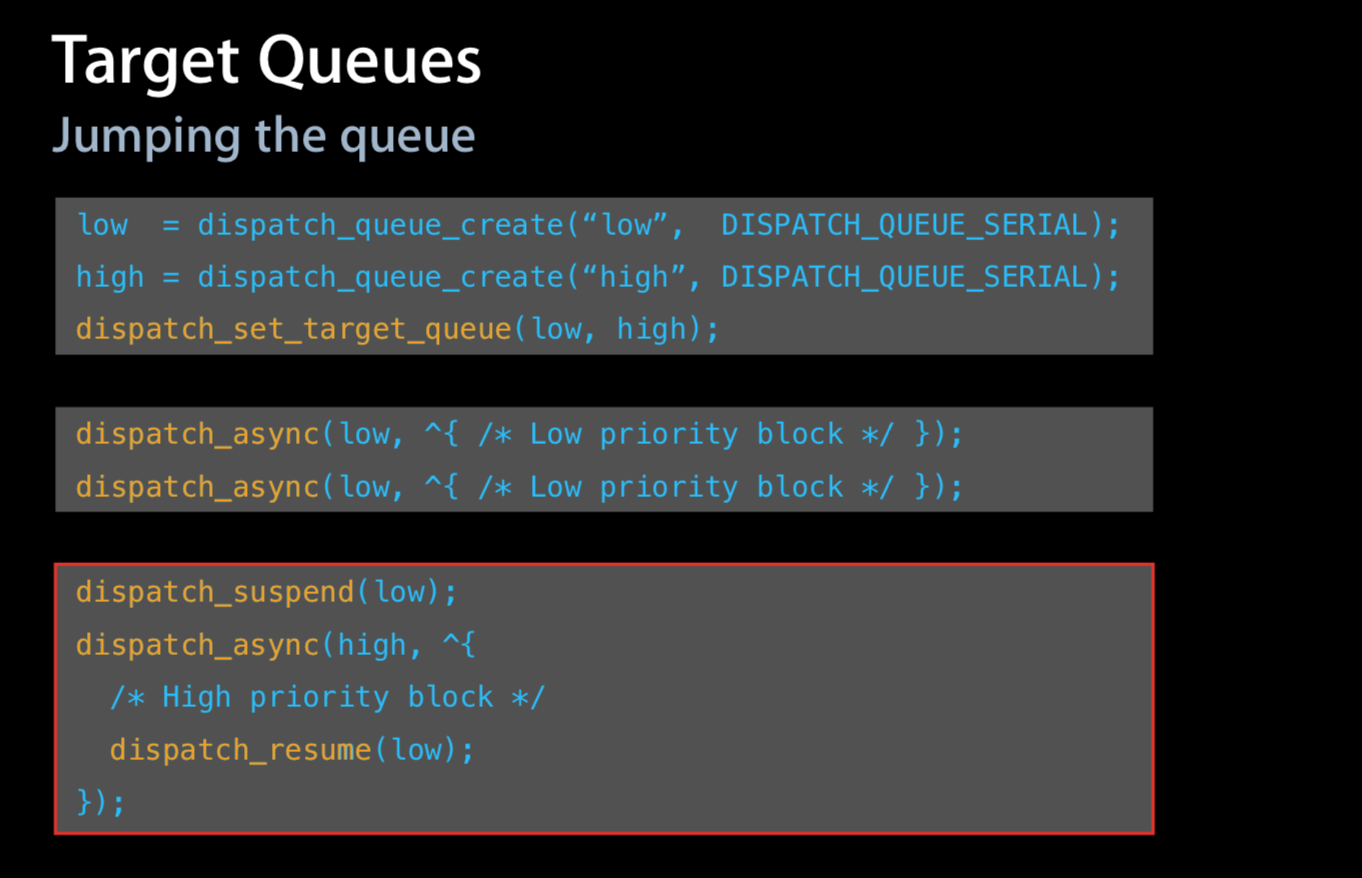 Target Queues
Jumping the queue
low  = dispatch_queue_create(“low”,  DISPATCH_QUEUE_SERIAL);
high = dispatch_queue_create(“high”, DISPATCH_QUEUE_SERIAL);
dispatch_set_target_queue(low, high);
dispatch_async(low, ^{ /* Low priority block */ });
dispatch_async(low, ^{ /* Low priority block */ });
dispatch_suspend(low);
dispatch_async(high, ^{
  /* High priority block */
  dispatch_resume(low);
});